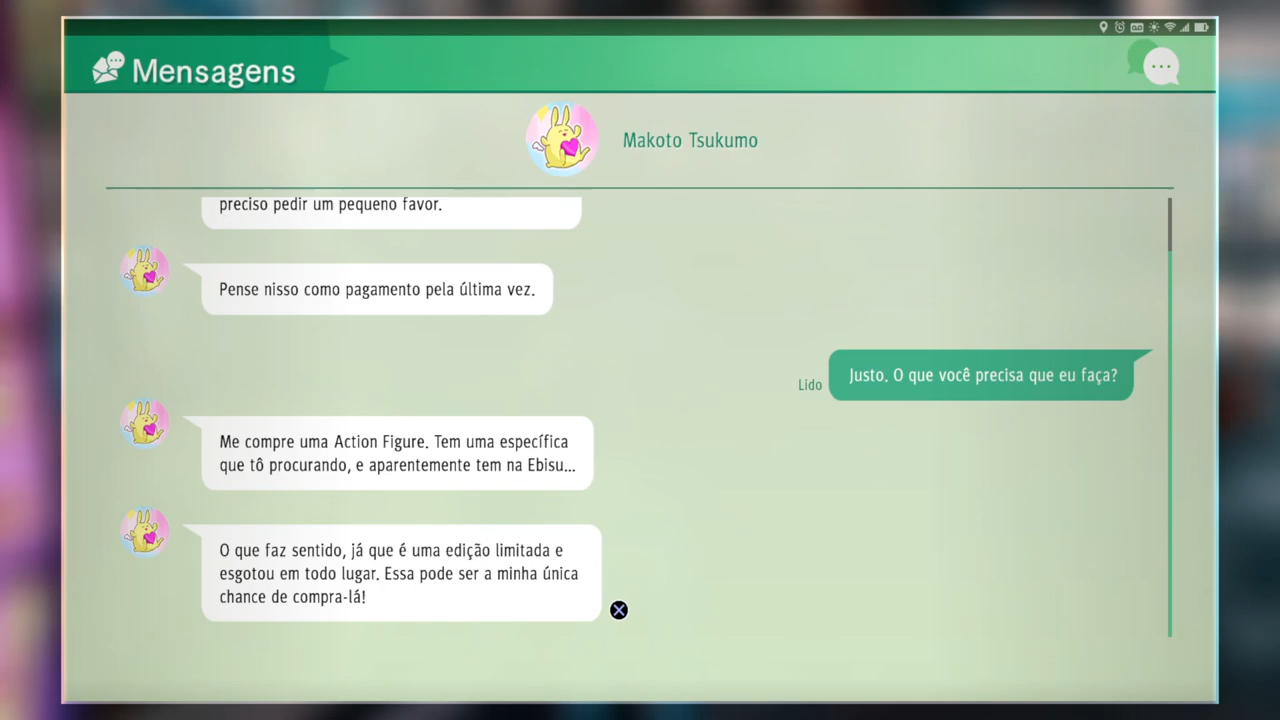 Mensagens
Makoto Tsukumo
preciso pedir um pequeno favor.
Pense nisso como pagamento pela última vez.
Justo. O que você precisa que eu faça?
Lido
Me compre uma Action Figure. Tem uma específica
que tô procurando, e aparentemente tem na Ebisu...
O que faz sentido, já que é uma edição limitada e
esgotou em todo lugar. Essa pode ser a minha única
chance de compra-lá!